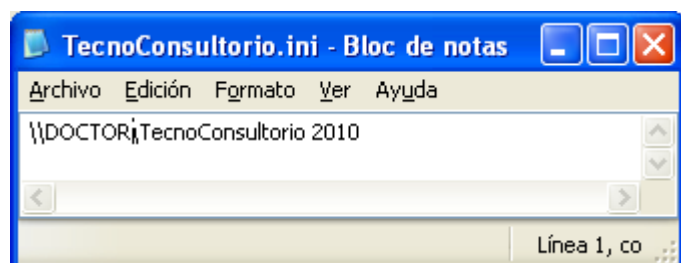 TecnoConsultorio.ini - Bloc de notas
Archivo Edición Formato Ver Ayuda
\\DOCTOR\TecnoConsultorio 2010
Línea 1, co